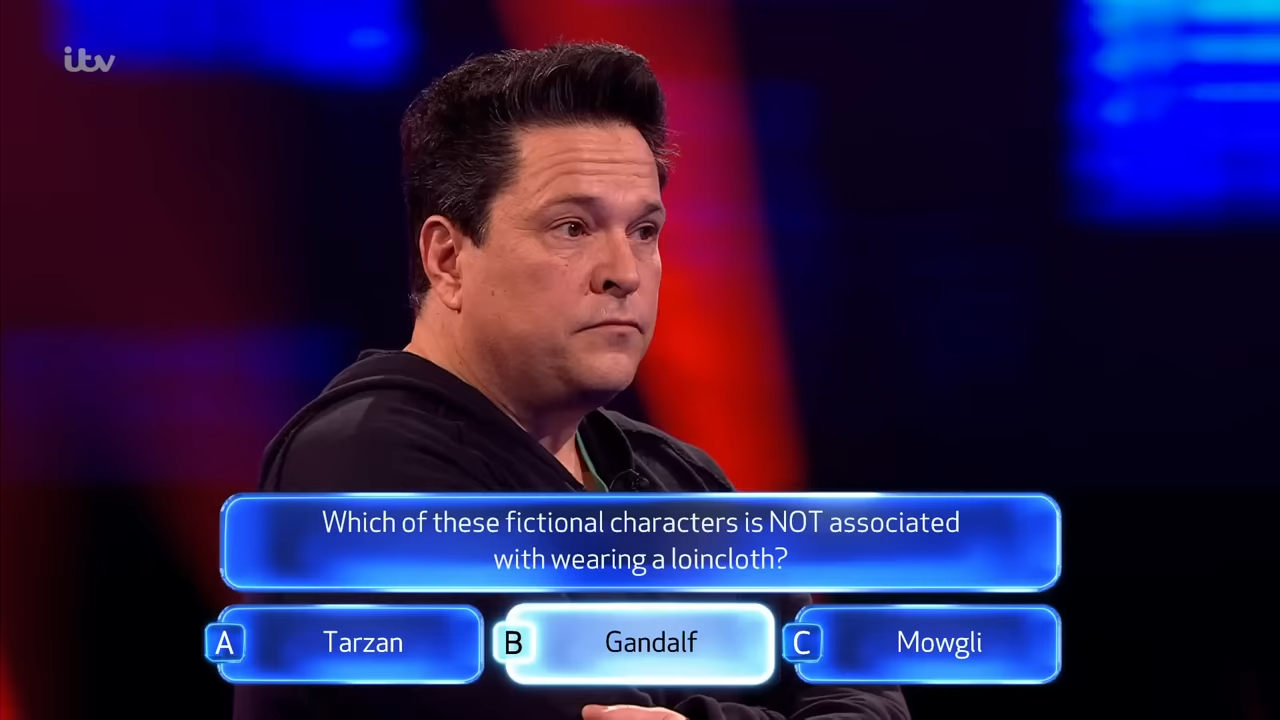 itv
Which of these fictional characters is NOT associated
with wearing a loincloth?
A Tarzan
B Gandalf
C Mowgli